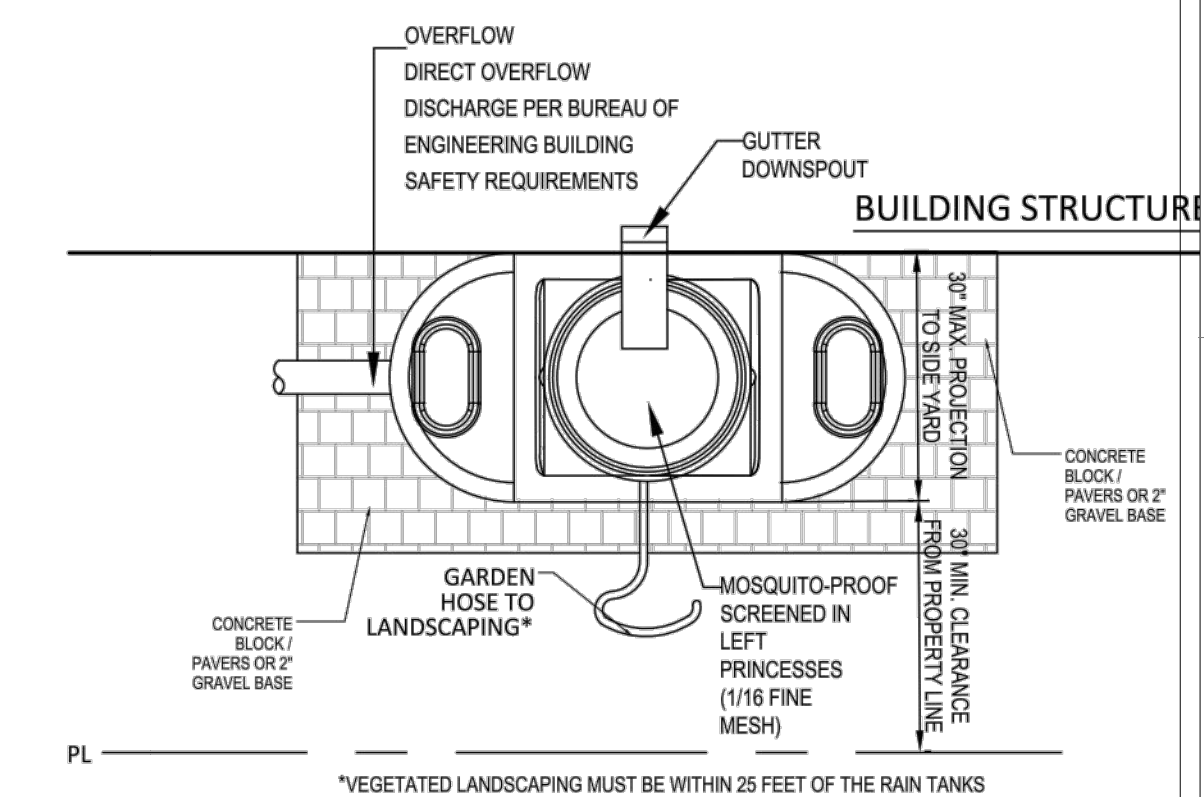 OVERFLOW
DIRECT OVERFLOW
DISCHARGE PER BUREAU OF
ENGINEERING BUILDING
SAFETY REQUIREMENTS
GUTTER
DOWNSPOUT
BUILDING STRUCTURE
30" MAX. PROJECTION
TO SIDE YARD
CONCRETE
BLOCK /
PAVERS OR 2"
GRAVEL BASE
30" MIN. CLEARANCE
FROM PROPERTY LINE
GARDEN
HOSE TO
LANDSCAPING*
MOSQUITO-PROOF
SCREENED IN
LEFT
PRINCESSES
(1/16 FINE
MESH)
CONCRETE
BLOCK /
PAVERS OR 2"
GRAVEL BASE
PL
*VEGETATED LANDSCAPING MUST BE WITHIN 25 FEET OF THE RAIN TANKS